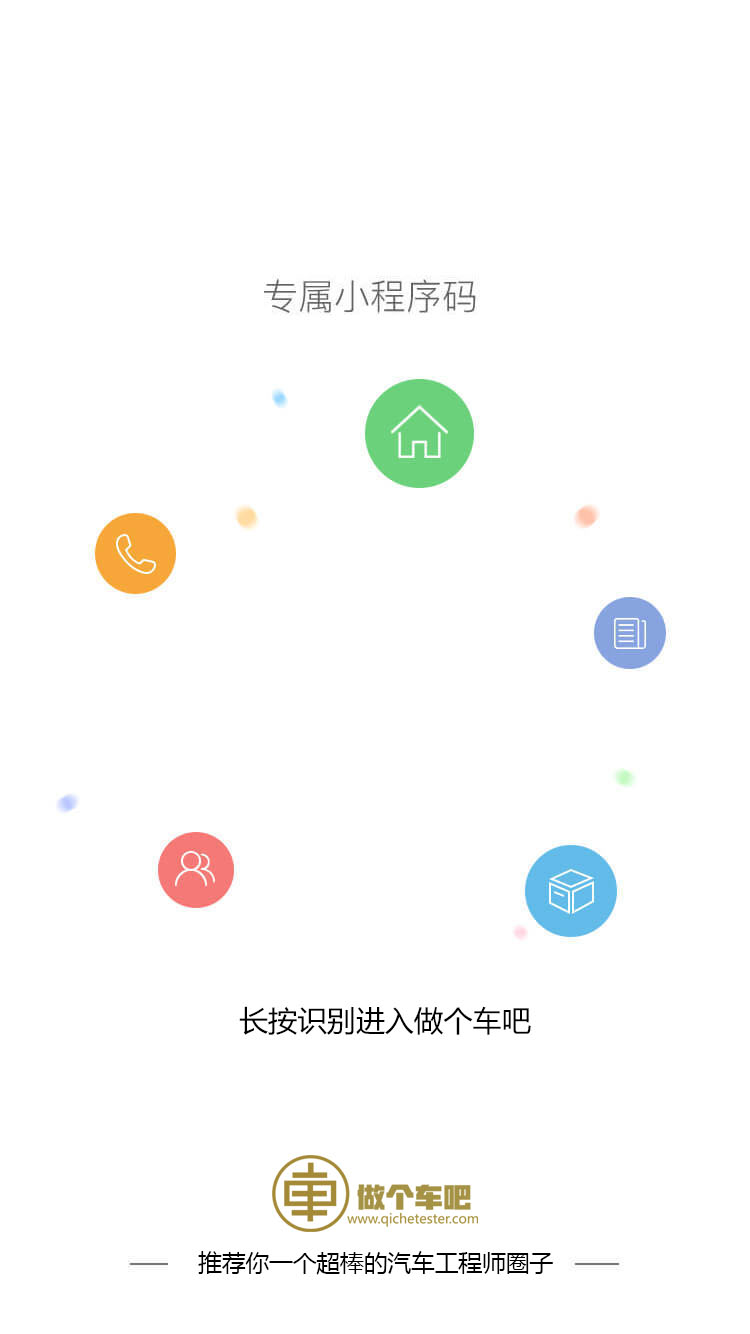 专属小程序码
长按识别进入做个车吧
車 做个车吧
www.qichetester.com
推荐你一个超棒的汽车工程师圈子